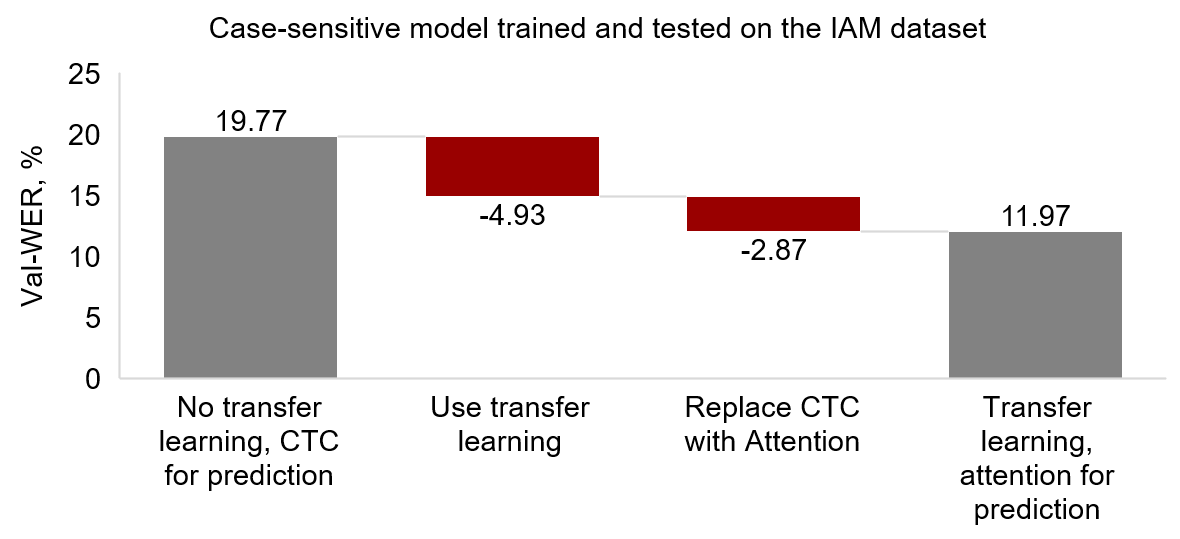 Case-sensitive model trained and tested on the IAM dataset
Val-WER, %
25
20
15
10
5
0
19.77
-4.93
-2.87
11.97
No transfer
learning, CTC
for prediction
Use transfer
learning
Replace CTC
with Attention
Transfer
learning,
attention for
prediction